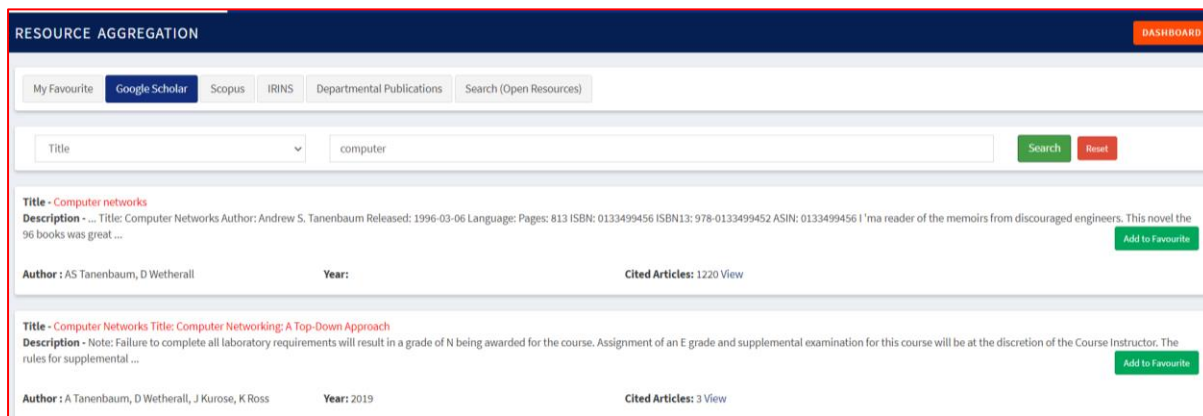 RESOURCE AGGREGATION
DASHBOARD
My Favourite Google Scholar Scopus IRINS Departmental Publications Search (Open Resources)
Title computer Search Reset
Title - Computer networks
Description - ... Title: Computer Networks Author: Andrew S. Tanenbaum Released: 1996-03-06 Language: Pages: 813 ISBN: 0133499456 ISBN13: 978-0133499452 ASIN: 0133499456 I 'ma reader of the memoirs from discouraged engineers. This novel the
96 books was great ...
Add to Favourite
Author : AS Tanenbaum, D Wetherall Year: Cited Articles: 1220 View
Title - Computer Networks Title: Computer Networking: A Top-Down Approach
Description - Note: Failure to complete all laboratory requirements will result in a grade of N being awarded for the course. Assignment of an E grade and supplemental examination for this course will be at the discretion of the Course Instructor. The
rules for supplemental ...
Add to Favourite
Author : A Tanenbaum, D Wetherall, J Kurose, K Ross Year: 2019 Cited Articles: 3 View